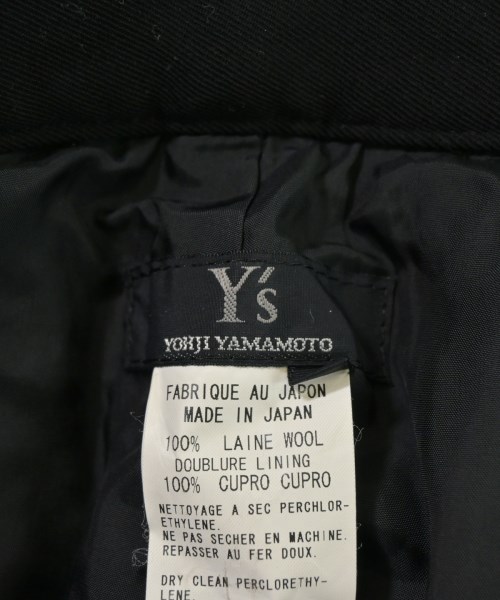 Y's
YOHJI YAMAMOTO
FABRIQUE AU JAPON
MADE IN JAPAN
100% LAINE WOOL
DOUBLURE LINING
100% CUPRO CUPRO
NETTOYAGE A SEC PERCHLOR-
ETHYLENE.
NE PAS SECHER EN MACHINE.
REPASSER AU FER DOUX.
DRY CLEAN PERCLORETHY-
LENE.